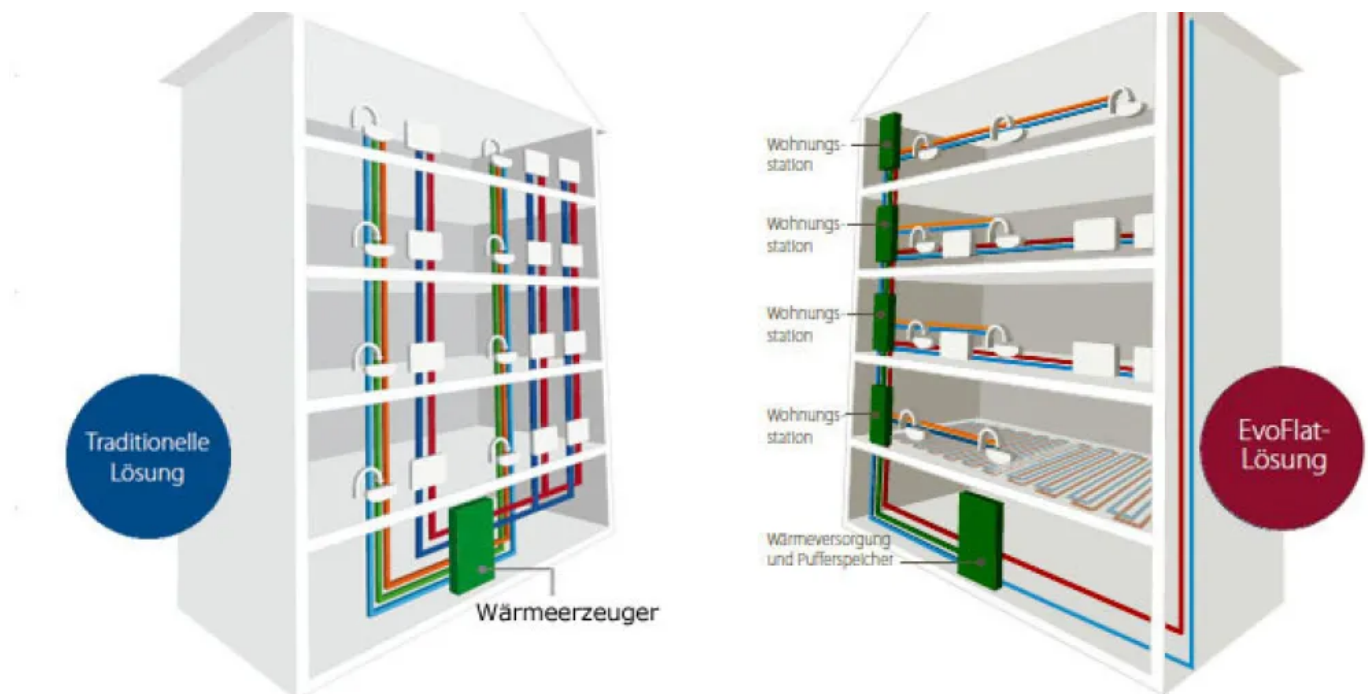 Traditionelle
Lösung
Wärmeerzeuger
Wohnungs-
station
Wohnungs-
station
Wohnungs-
station
Wohnungs-
station
Wärmeversorgung
und Pufferspeicher
EvoFlat-
Lösung